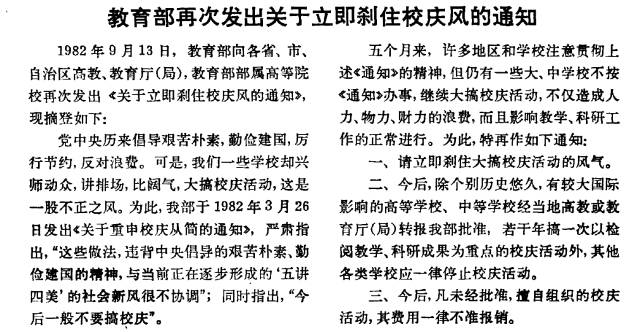 教育部再次发出关于立即刹住校庆风的通知
1982年9月13日，教育部向各省、市、
自治区高教、教育厅(局)，教育部部属高等院
校再次发出《关于立即刹住校庆风的通知》，
现摘登如下：
党中央历来倡导艰苦朴素，勤俭建国，厉
行节约，反对浪费。可是，我们一些学校却兴
师动众，讲排场，比阔气，大搞校庆活动，这是
一股不正之风。为此，我部于1982年3月26
日发出《关于重申校庆从简的通知》，严肃指
出，“这些做法，违背中央倡导的艰苦朴素、勤
俭建国的精神，与当前正在逐步形成的‘五讲
四美’的社会新风很不协调”；同时指出，“今
后一般不要搞校庆”。
五个月来，许多地区和学校注意贯彻上
述《通知》的精神，但仍有一些大、中学校不按
《通知》办事，继续大搞校庆活动，不仅造成人
力、物力、财力的浪费，而且影响教学、科研工
作的正常进行。为此，特再作如下通知：
一、请立即刹住大搞校庆活动的风气。
二、今后，除个别历史悠久，有较大国际
影响的高等学校、中等学校经当地高教或教育
厅(局)转报我部批准，若干年搞一次以检
阅教学、科研成果为重点的校庆活动外，其他
各类学校应一律停止校庆活动。
三、今后，凡未经批准，擅自组织的校庆
活动，其费用一律不准报销。